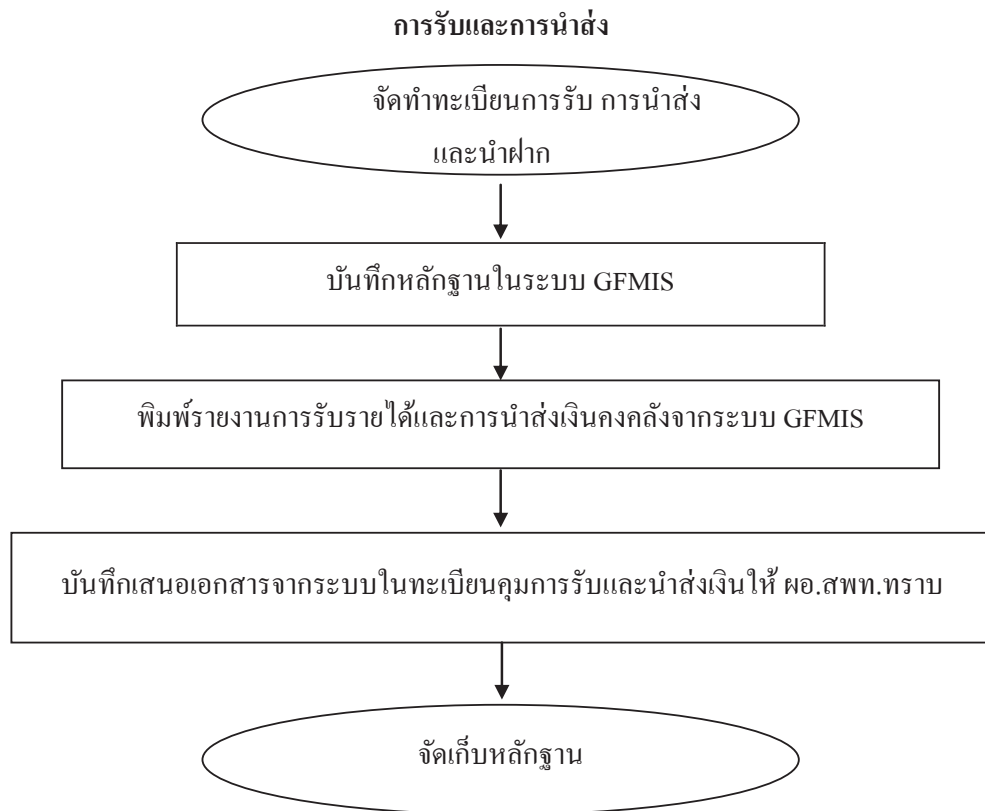 การรับและการนำส่ง
จัดทำทะเบียนการรับ การนำส่ง
และนำฝาก
บันทึกหลักฐานในระบบ GFMIS
พิมพ์รายงานการรับรายได้และการนำส่งเงินคงคลังจากระบบ GFMIS
บันทึกเสนอเอกสารจากระบบในทะเบียนคุมการรับและนำส่งเงินให้ ผอ.สพท.ทราบ
จัดเก็บหลักฐาน